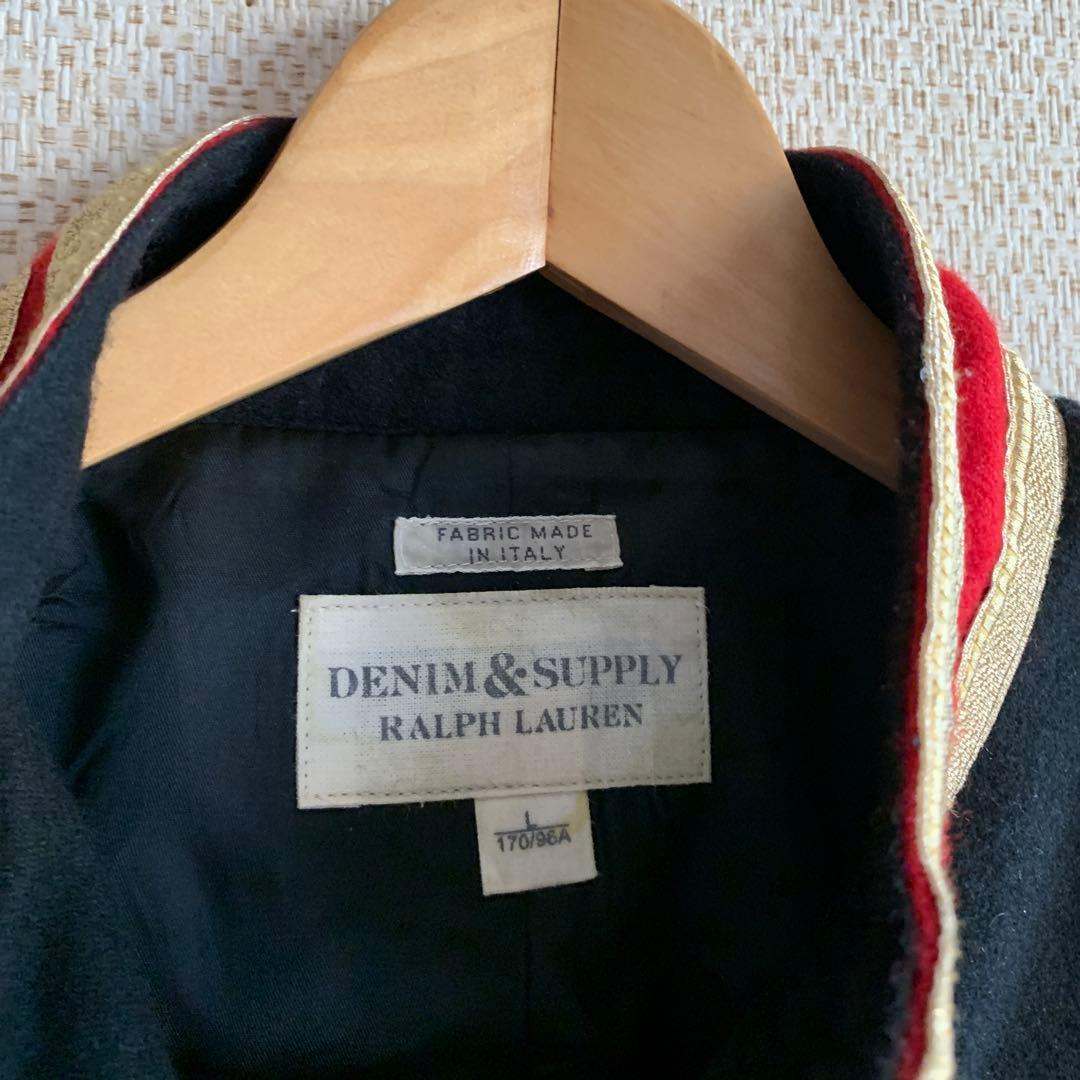 FABRIC MADE
IN ITALY
DENIM & SUPPLY
RALPH LAUREN
L
170/96A